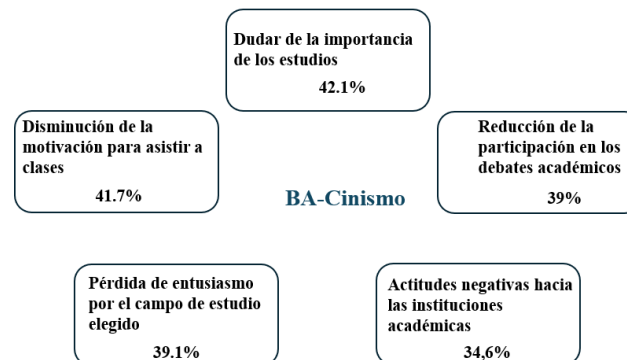 Dudar de la importancia
de los estudios
42.1%
Disminución de la
motivación para asistir a
clases
41.7%
Reducción de la
participación en los
debates académicos
39%
BA-Cinismo
Pérdida de entusiasmo
por el campo de estudio
elegido
39.1%
Actitudes negativas hacia
las instituciones
académicas
34,6%